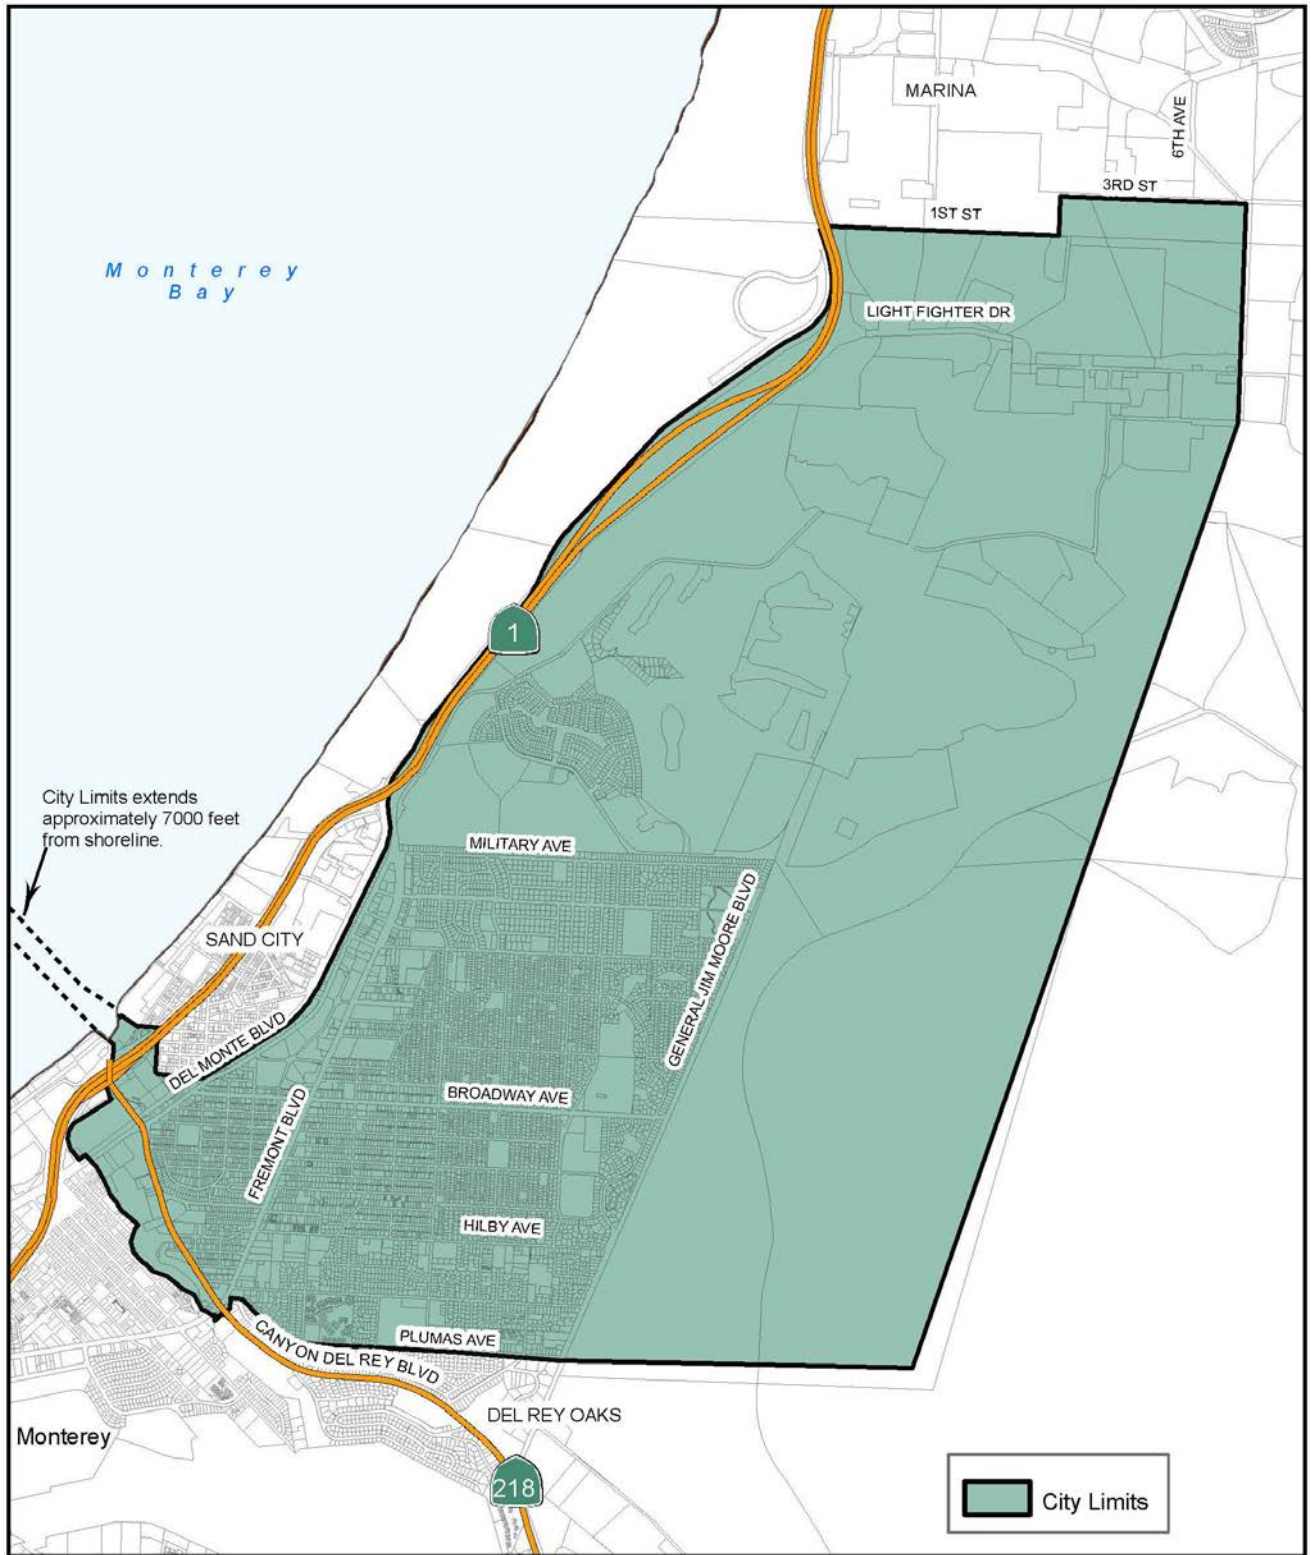 MARINA
6TH AVE
3RD ST
1ST ST
Monterey
Bay
LIGHT FIGHTER DR
1
City Limits extends
approximately 7000 feet
from shoreline.
MILITARY AVE
GENERAL JIM MOORE BLVD
SAND CITY
DEL MONTE BLVD
BROADWAY AVE
FREMONT BLVD
HILBY AVE
PLUMAS AVE
CANYON DEL REY BLVD
DEL REY OAKS
Monterey
218
City Limits